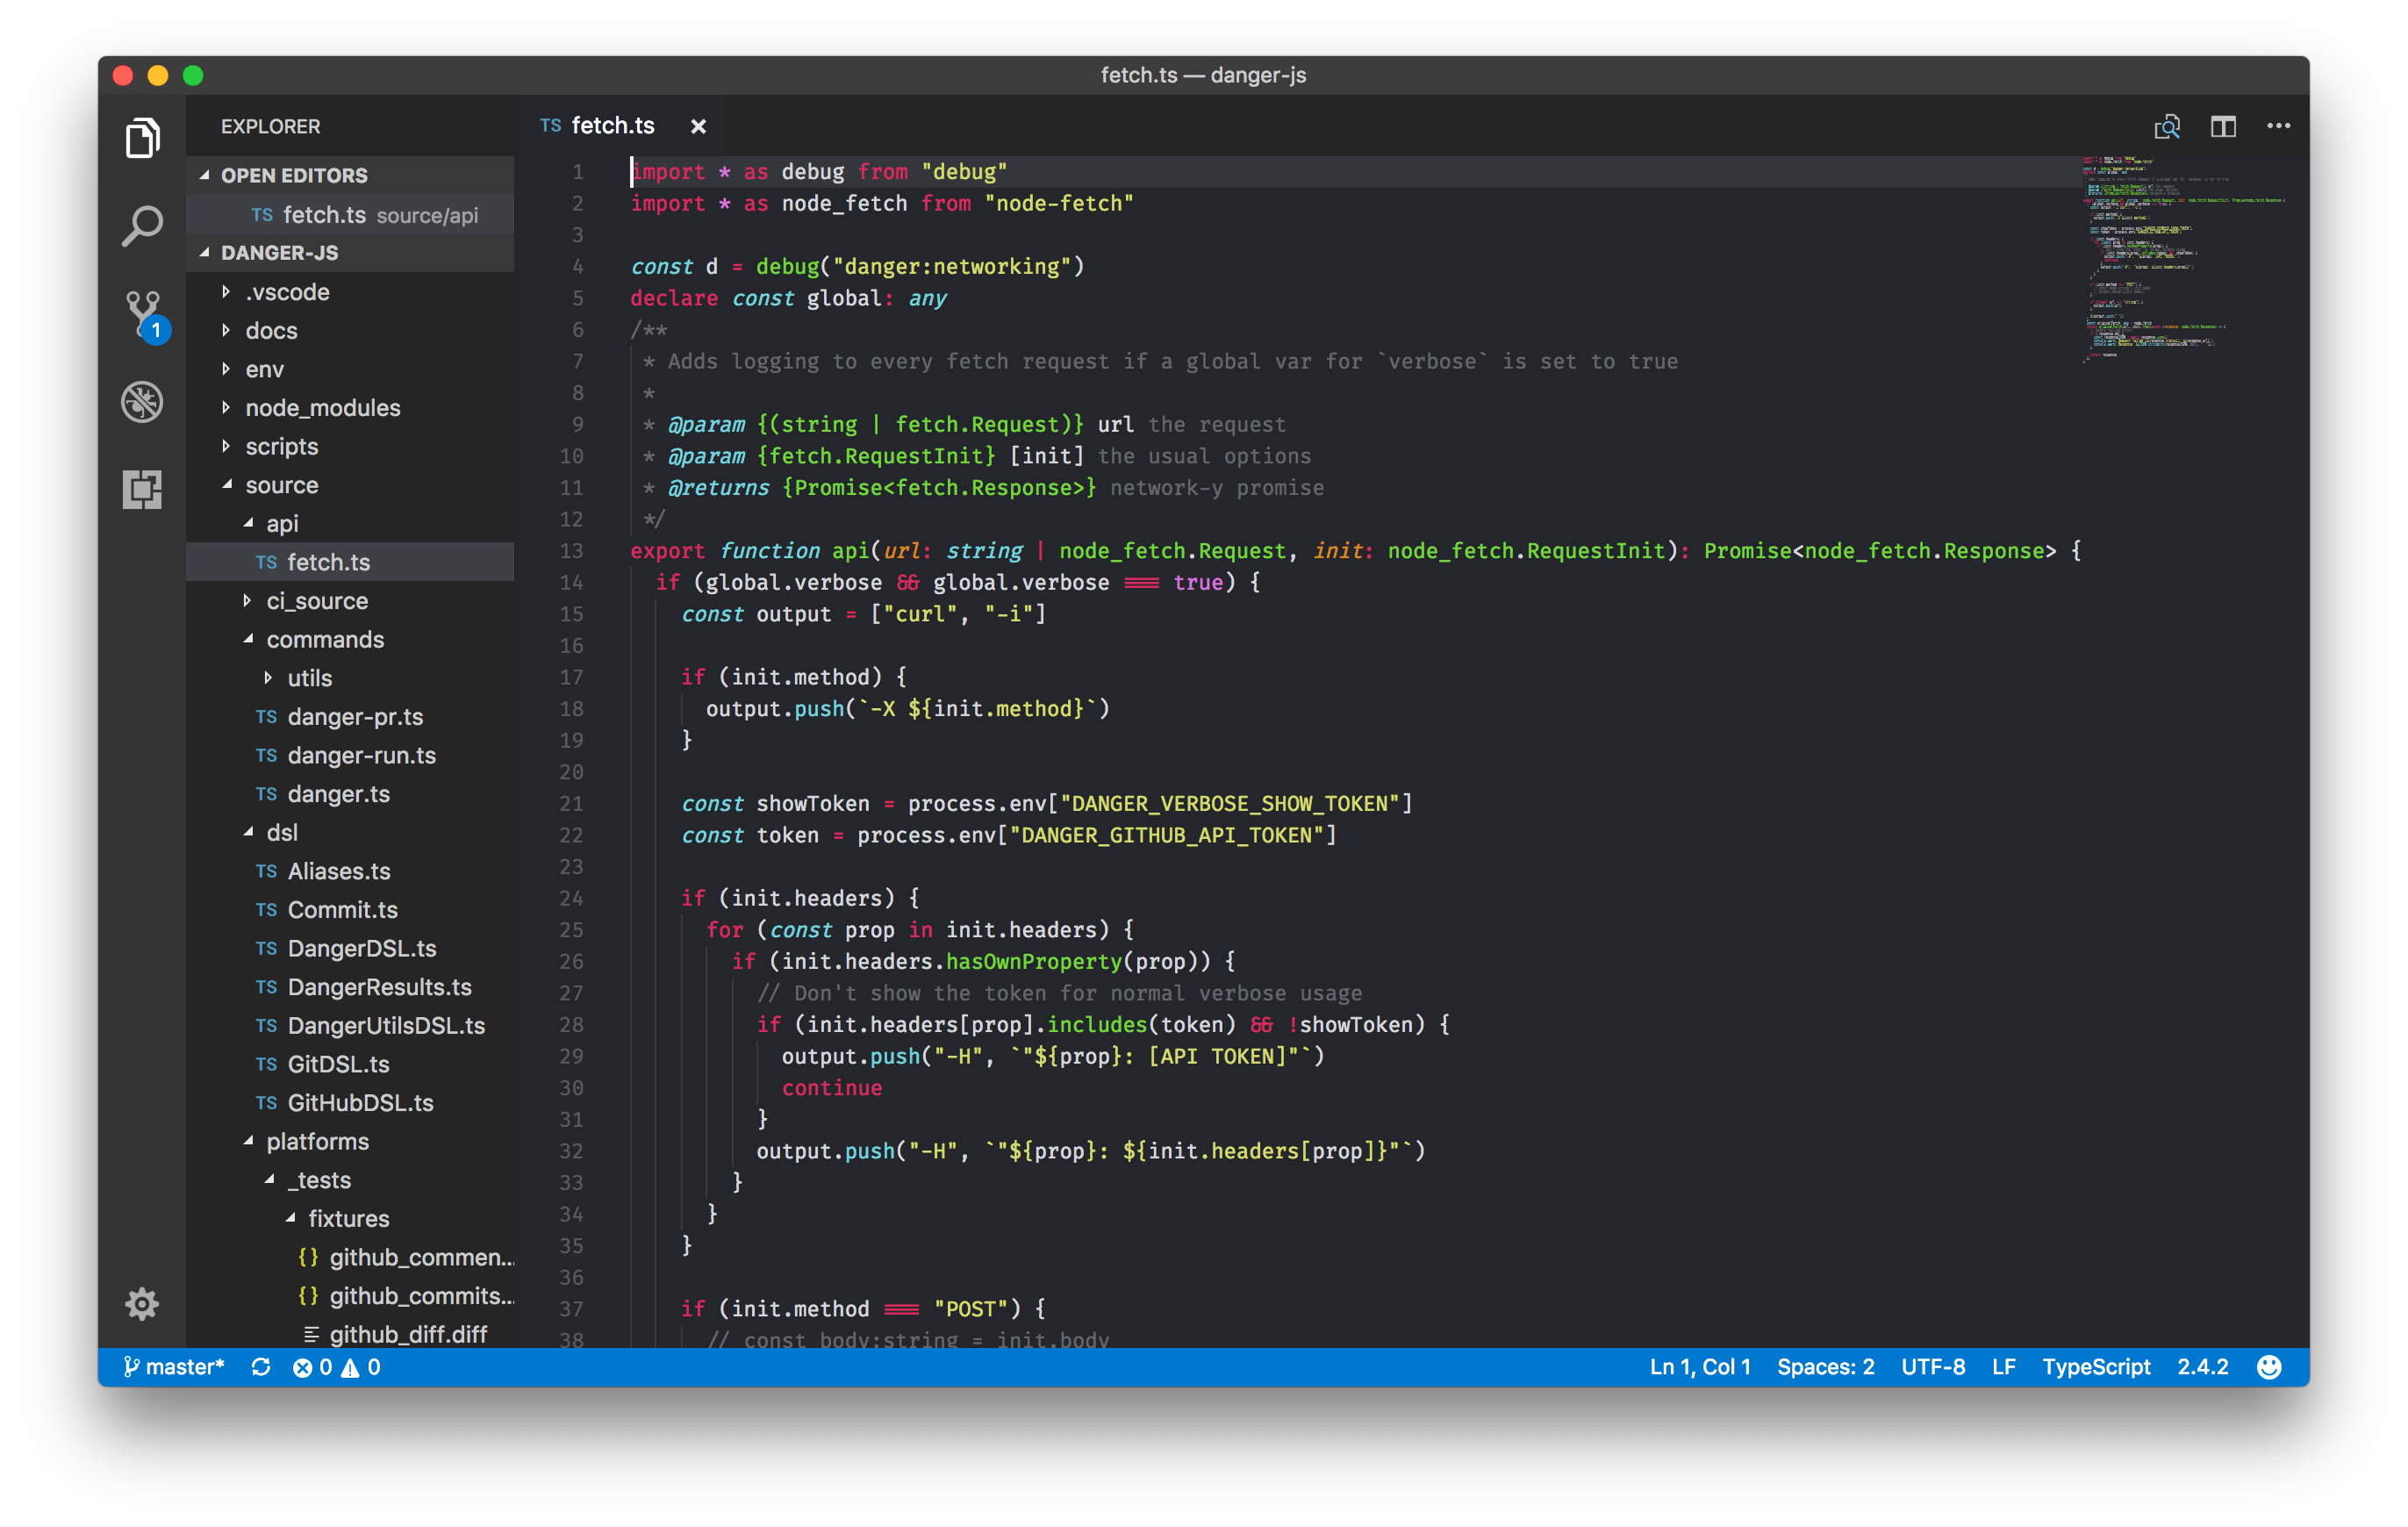 fetch.ts — danger-js
EXPLORER
OPEN EDITORS
TS fetch.ts source/api
DANGER-JS
.vscode
docs
env
node_modules
scripts
source
api
TS fetch.ts
ci_source
commands
utils
TS danger-pr.ts
TS danger-run.ts
TS danger.ts
dsl
TS Aliases.ts
TS Commit.ts
TS DangerDSL.ts
TS DangerResults.ts
TS DangerUtilsDSL.ts
TS GitDSL.ts
TS GitHubDSL.ts
platforms
_tests
fixtures
{} github_commen...
{} github_commits...
github_diff.diff
1
TS fetch.ts ×
1 import * as debug from "debug"
2 import * as node_fetch from "node-fetch"
3
4 const d = debug("danger:networking")
5 declare const global: any
6 /**
7 * Adds logging to every fetch request if a global var for `verbose` is set to true
8 *
9 * @param {(string | fetch.Request)} url the request
10 * @param {fetch.RequestInit} [init] the usual options
11 * @returns {Promise<fetch.Response>} network-y promise
12 */
13 export function api(url: string | node_fetch.Request, init: node_fetch.RequestInit): Promise<node_fetch.Response> {
14 if (global.verbose && global.verbose === true) {
15 const output = ["curl", "-i"]
16
17 if (init.method) {
18 output.push(`-X ${init.method}`)
19 }
20
21 const showToken = process.env["DANGER_VERBOSE_SHOW_TOKEN"]
22 const token = process.env["DANGER_GITHUB_API_TOKEN"]
23
24 if (init.headers) {
25 for (const prop in init.headers) {
26 if (init.headers.hasOwnProperty(prop)) {
27 // Don't show the token for normal verbose usage
28 if (init.headers[prop].includes(token) && !showToken) {
29 output.push("-H", `"${prop}: [API TOKEN]"`)
30 continue
31 }
32 output.push("-H", `"${prop}: ${init.headers[prop]}"`)
33 }
34 }
35 }
36
37 if (init.method === "POST") {
38 // const body:string = init.body
master* 0 0
Ln 1, Col 1 Spaces: 2 UTF-8 LF TypeScript 2.4.2